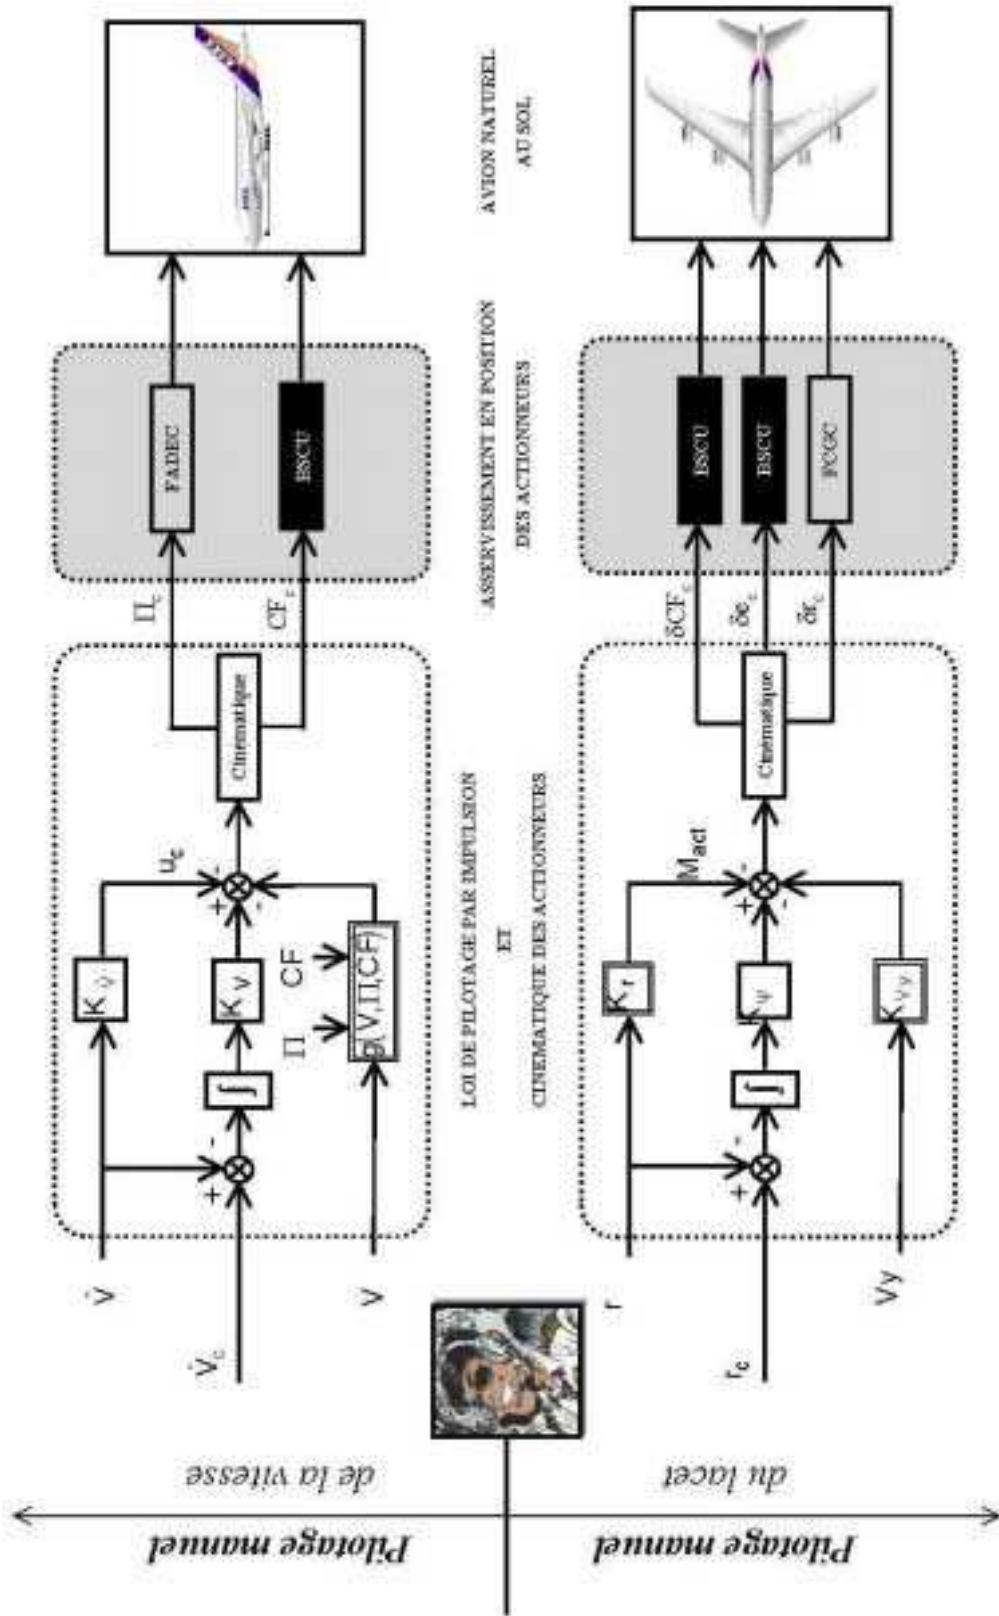 Pilotage manuel
de la vitesse
V̇
V̇c
V
K V̇
∫
K V
g(V,Π,CF)
Π
CF
+
-
+
-
-
uc
Cinématique
Πc
CFc
FADEC
BSCU
LOI DE PILOTAGE PAR IMPULSION
ET
CINEMATIQUE DES ACTIONNEURS
ASSERVISSEMENT EN POSITION
DES ACTIONNEURS
AVION NATUREL
AU SOL
Pilotage manuel
du lacet
r
rc
Vy
Kr
∫
Kψ
KVy
+
-
+
-
-
Mact
Cinématique
δCFc
δec
δrc
BSCU
BSCU
FCGC